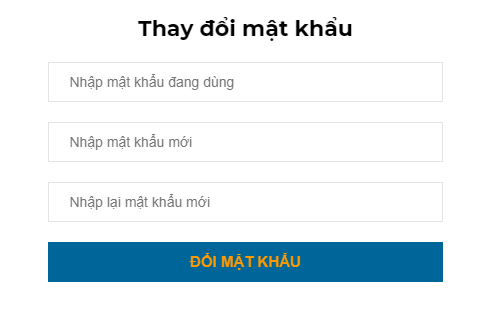 Thay đổi mật khẩu
Nhập mật khẩu đang dùng
Nhập mật khẩu mới
Nhập lại mật khẩu mới
ĐỔI MẬT KHẨU